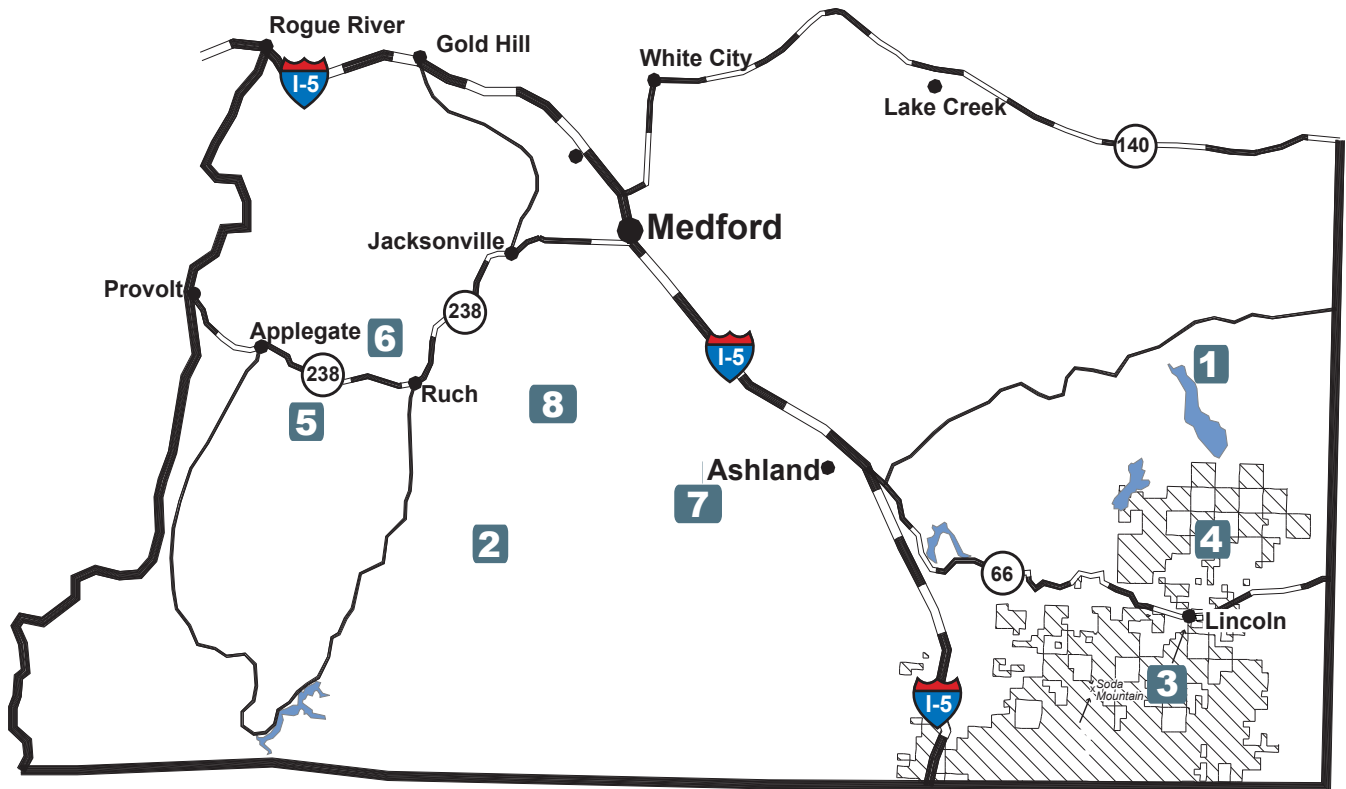 Rogue River
Gold Hill
I-5
White City
Lake Creek
140
Medford
Jacksonville
Provolt
238
Applegate
6
I-5
1
238
Ruch
8
5
Ashland
7
2
4
66
Lincoln
3
Soda
Mountain
I-5